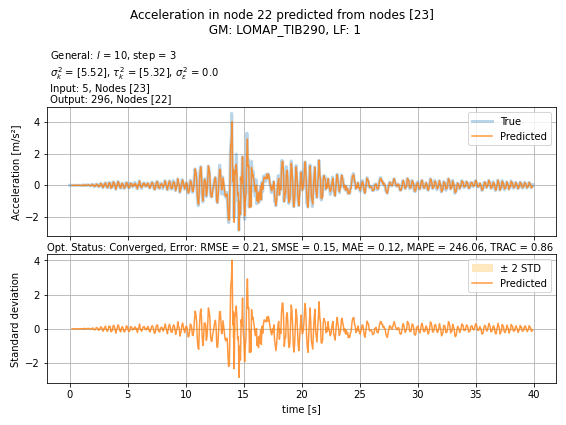 Acceleration in node 22 predicted from nodes [23]
GM: LOMAP_TIB290, LF: 1
General: l = 10, step = 3
σ²ₖ = [5.52], τ²ₖ = [5.32], σ²ε = 0.0
Input: 5, Nodes [23]
Output: 296, Nodes [22]
Acceleration [m/s²]
4
2
0
−2
True
Predicted
Opt. Status: Converged, Error: RMSE = 0.21, SMSE = 0.15, MAE = 0.12, MAPE = 246.06, TRAC = 0.86
Standard deviation
4
2
0
−2
± 2 STD
Predicted
0 5 10 15 20 25 30 35 40
time [s]